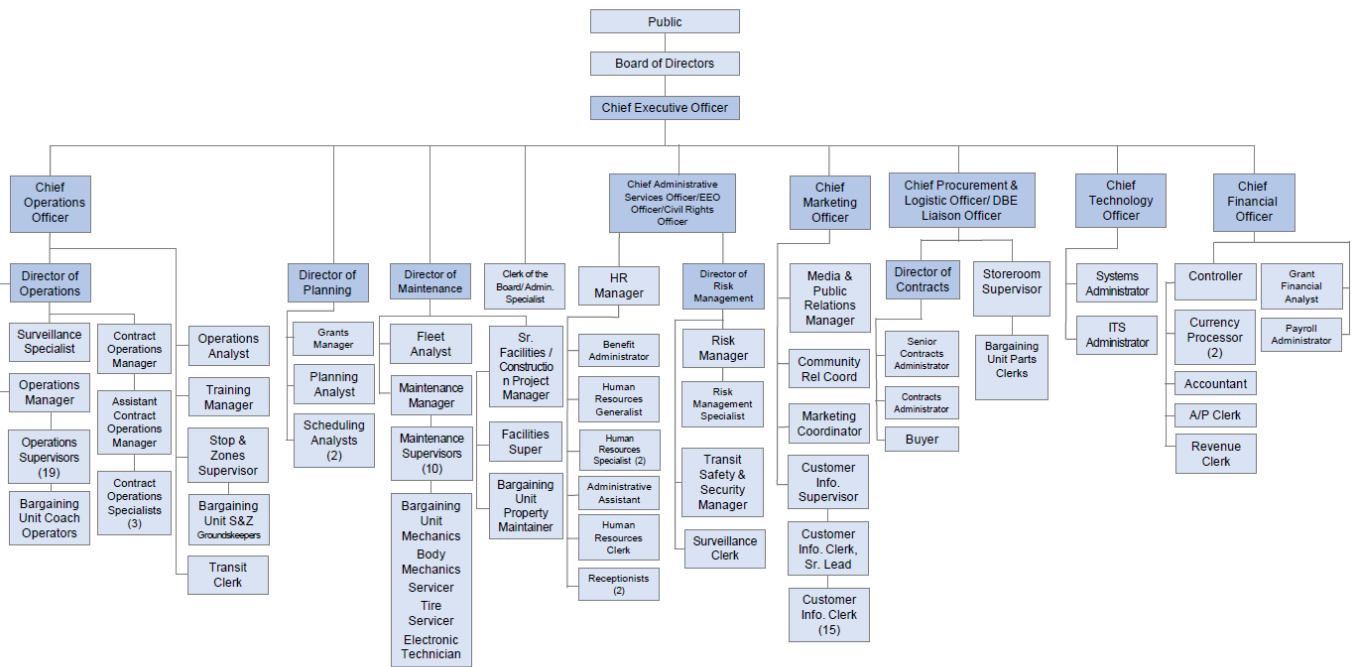 Public
Board of Directors
Chief Executive Officer
Chief
Operations
Officer
Director of
Operations
Surveillance
Specialist
Operations
Manager
Operations
Supervisors
(19)
Bargaining
Unit Coach
Operators
Contract
Operations
Manager
Assistant
Contract
Operations
Manager
Contract
Operations
Specialists
(3)
Operations
Analyst
Training
Manager
Stop &
Zones
Supervisor
Bargaining
Unit S&Z
Groundskeepers
Transit
Clerk
Director of
Planning
Grants
Manager
Planning
Analyst
Scheduling
Analysts
(2)
Director of
Maintenance
Fleet
Analyst
Maintenance
Manager
Maintenance
Supervisors
(10)
Bargaining
Unit
Mechanics
Body
Mechanics
Servicer
Tire
Servicer
Electronic
Technician
Sr.
Facilities /
Constructio
n Project
Manager
Facilities
Super
Bargaining
Unit
Property
Maintainer
Clerk of the
Board/ Admin.
Specialist
Chief Administrative
Services Officer/EEO
Officer/Civil Rights
Officer
HR
Manager
Benefit
Administrator
Human
Resources
Generalist
Human
Resources
Specialist (2)
Administrative
Assistant
Human
Resources
Clerk
Receptionists
(2)
Director of
Risk
Management
Risk
Manager
Risk
Management
Specialist
Transit
Safety &
Security
Manager
Surveillance
Clerk
Chief
Marketing
Officer
Media &
Public
Relations
Manager
Community
Rel Coord
Marketing
Coordinator
Customer
Info.
Supervisor
Customer
Info. Clerk,
Sr. Lead
Customer
Info. Clerk
(15)
Chief Procurement &
Logistic Officer/ DBE
Liaison Officer
Director of
Contracts
Senior
Contracts
Administrator
Contracts
Administrator
Buyer
Storeroom
Supervisor
Bargaining
Unit Parts
Clerks
Chief
Technology
Officer
Systems
Administrator
ITS
Administrator
Chief
Financial
Officer
Controller
Currency
Processor
(2)
Accountant
A/P Clerk
Revenue
Clerk
Grant
Financial
Analyst
Payroll
Administrator